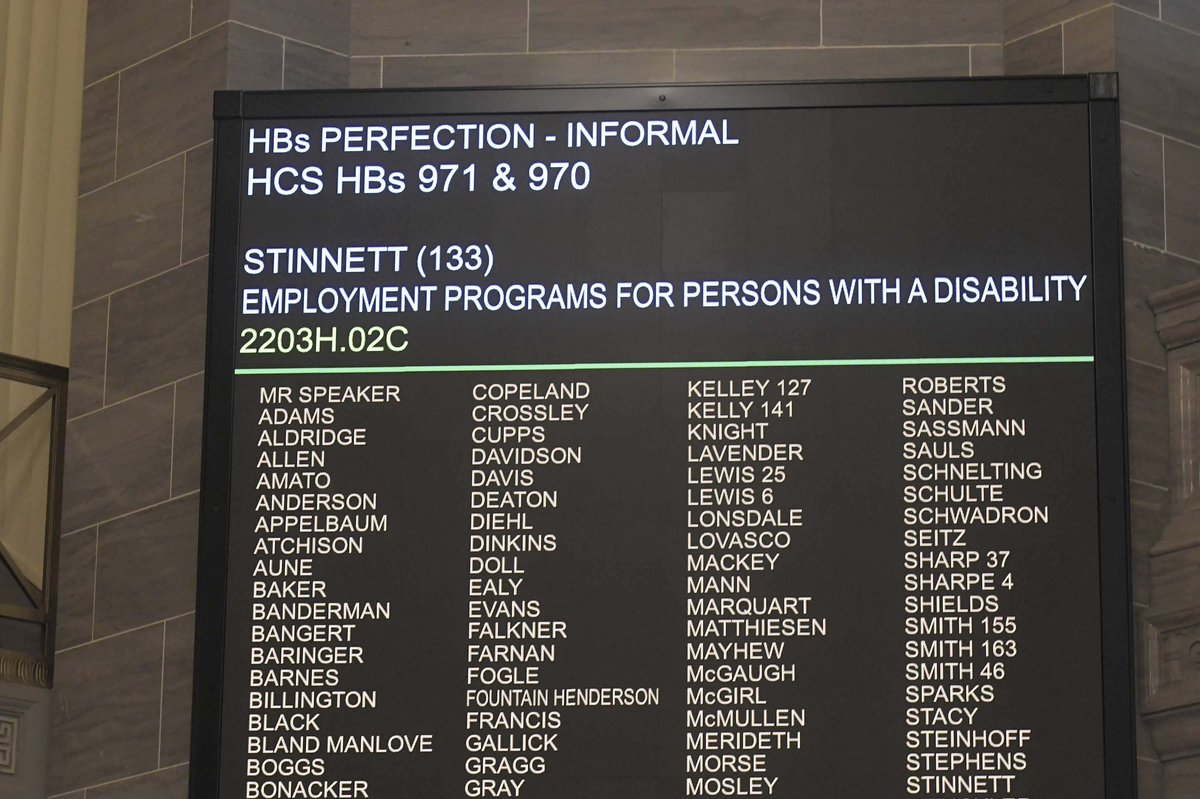 HBs PERFECTION - INFORMAL
HCS HBs 971 & 970
STINNETT (133)
EMPLOYMENT PROGRAMS FOR PERSONS WITH A DISABILITY
2203H.02C
MR SPEAKER
ADAMS
ALDRIDGE
ALLEN
AMATO
ANDERSON
APPELBAUM
ATCHISON
AUNE
BAKER
BANDERMAN
BANGERT
BARINGER
BARNES
BILLINGTON
BLACK
BLAND MANLOVE
BOGGS
BONACKER
COPELAND
CROSSLEY
CUPPS
DAVIDSON
DAVIS
DEATON
DIEHL
DINKINS
DOLL
EALY
EVANS
FALKNER
FARNAN
FOGLE
FOUNTAIN HENDERSON
FRANCIS
GALLICK
GRAGG
GRAY
KELLEY 127
KELLY 141
KNIGHT
LAVENDER
LEWIS 25
LEWIS 6
LONSDALE
LOVASCO
MACKEY
MANN
MARQUART
MATTHIESEN
MAYHEW
McGAUGH
McGIRL
McMULLEN
MERIDETH
MORSE
MOSLEY
ROBERTS
SANDER
SASSMANN
SAULS
SCHNELTING
SCHULTE
SCHWADRON
SEITZ
SHARP 37
SHARPE 4
SHIELDS
SMITH 155
SMITH 163
SMITH 46
SPARKS
STACY
STEINHOFF
STEPHENS
STINNETT